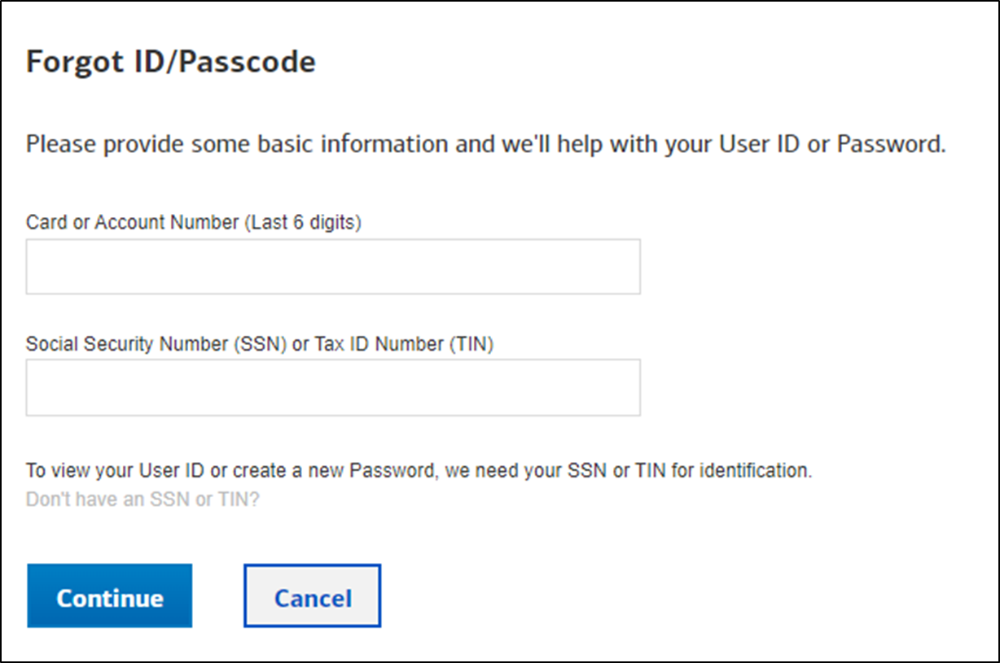 Forgot ID/Passcode
Please provide some basic information and we'll help with your User ID or Password.
Card or Account Number (Last 6 digits)
Social Security Number (SSN) or Tax ID Number (TIN)
To view your User ID or create a new Password, we need your SSN or TIN for identification.
Don't have an SSN or TIN?
Continue Cancel